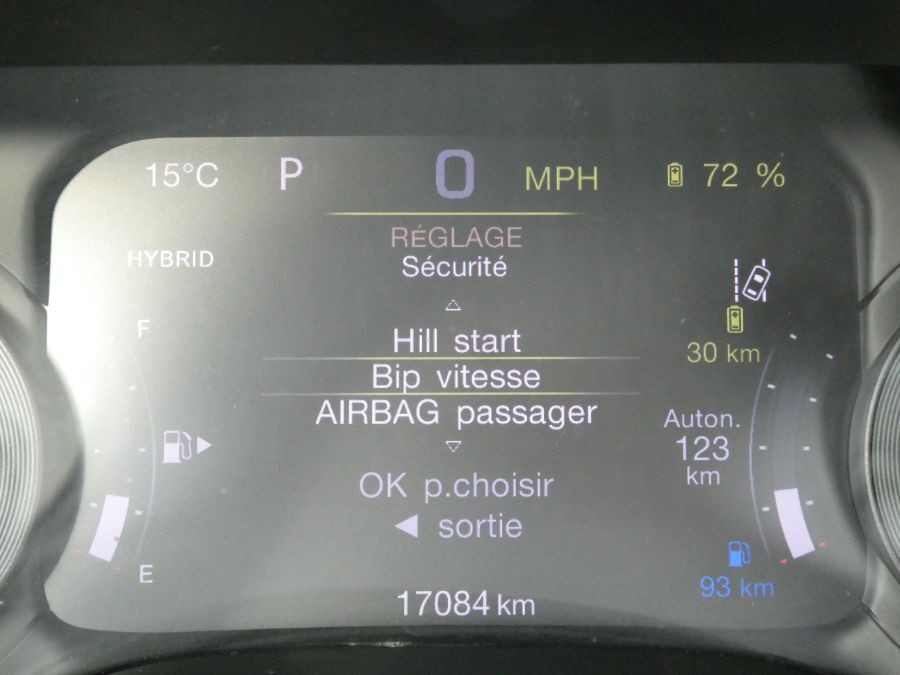 15°C P 0 MPH 72 %
RÉGLAGE
Sécurité
HYBRID
F
Hill start
Bip vitesse
AIRBAG passager
OK p.choisir
sortie
E
30 km
Auton.
123
km
93 km
17084 km